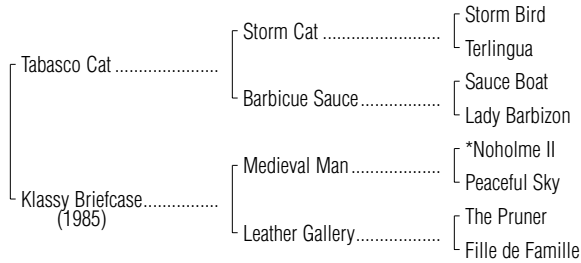 Storm Bird
Storm Cat
Terlingua
Tabasco Cat
Sauce Boat
Barbicue Sauce
Lady Barbizon
*Noholme II
Medieval Man
Peaceful Sky
Klassy Briefcase
(1985)
The Pruner
Leather Gallery
Fille de Famille